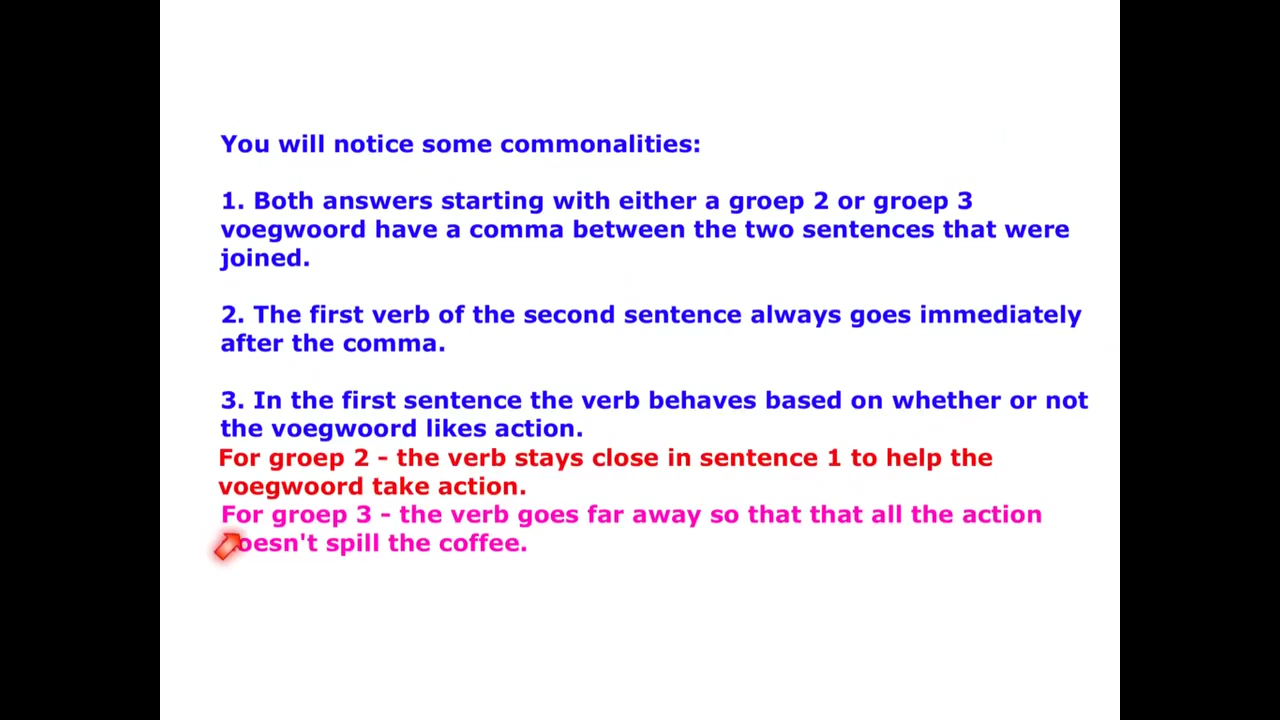 You will notice some commonalities:
1. Both answers starting with either a groep 2 or groep 3
voegwoord have a comma between the two sentences that were
joined.
2. The first verb of the second sentence always goes immediately
after the comma.
3. In the first sentence the verb behaves based on whether or not
the voegwoord likes action.
For groep 2 - the verb stays close in sentence 1 to help the
voegwoord take action.
For groep 3 - the verb goes far away so that that all the action
doesn't spill the coffee.